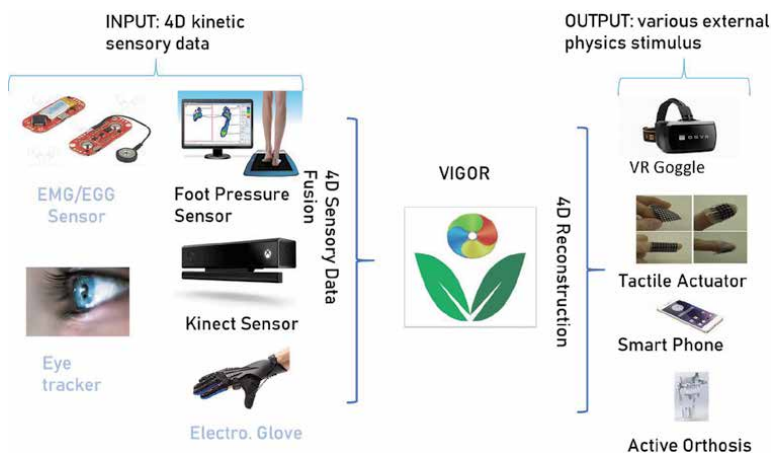 INPUT: 4D kinetic
sensory data
OUTPUT: various external
physics stimulus
EMG/EGG
Sensor
Foot Pressure
Sensor
Eye
tracker
Kinect Sensor
Electro. Glove
4D Sensory Data
Fusion
VIGOR
4D Reconstruction
VR Goggle
Tactile Actuator
Smart Phone
Active Orthosis